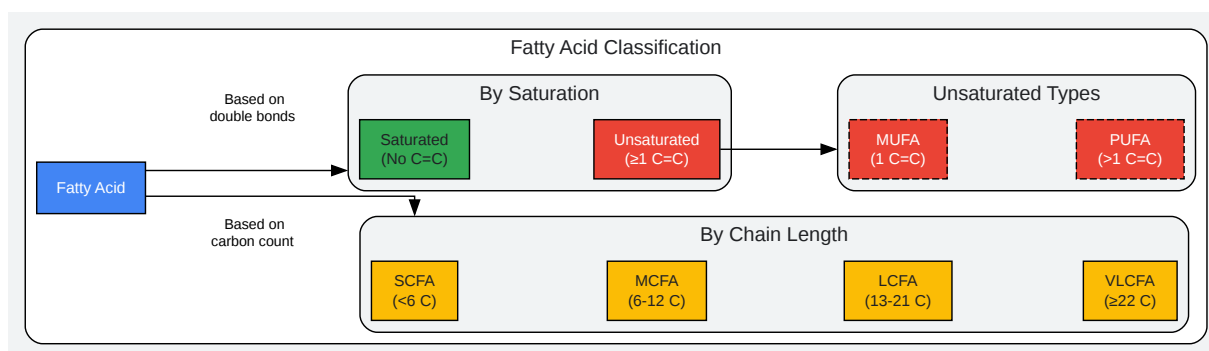 Fatty Acid Classification
Based on
double bonds
By Saturation
Unsaturated Types
Saturated
(No C=C)
Unsaturated
(≥1 C=C)
MUFA
(1 C=C)
PUFA
(>1 C=C)
Fatty Acid
Based on
carbon count
By Chain Length
SCFA
(<6 C)
MCFA
(6-12 C)
LCFA
(13-21 C)
VLCFA
(≥22 C)